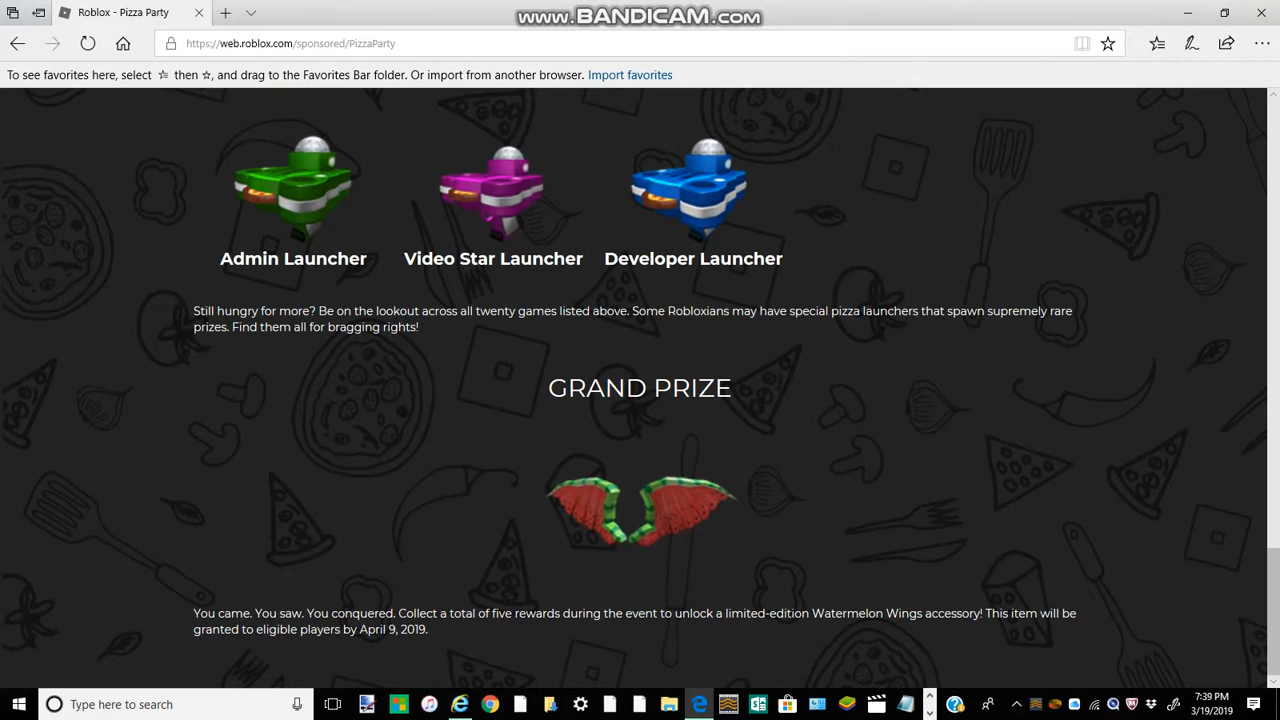 www.BANDICAM.com
Roblox - Pizza Party
https://web.roblox.com/sponsored/PizzaParty
To see favorites here, select ☆ then ☆, and drag to the Favorites Bar folder. Or import from another browser. Import favorites
Admin Launcher Video Star Launcher Developer Launcher
Still hungry for more? Be on the lookout across all twenty games listed above. Some Robloxians may have special pizza launchers that spawn supremely rare
prizes. Find them all for bragging rights!
GRAND PRIZE
You came. You saw. You conquered. Collect a total of five rewards during the event to unlock a limited-edition Watermelon Wings accessory! This item will be
granted to eligible players by April 9, 2019.
Type here to search
7:39 PM
3/19/2019